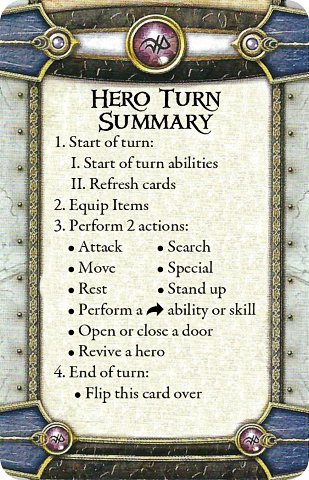 Hero Turn
Summary
1. Start of turn:
I. Start of turn abilities
II. Refresh cards
2. Equip Items
3. Perform 2 actions:
• Attack • Search
• Move • Special
• Rest • Stand up
• Perform a ability or skill
• Open or close a door
• Revive a hero
4. End of turn:
• Flip this card over